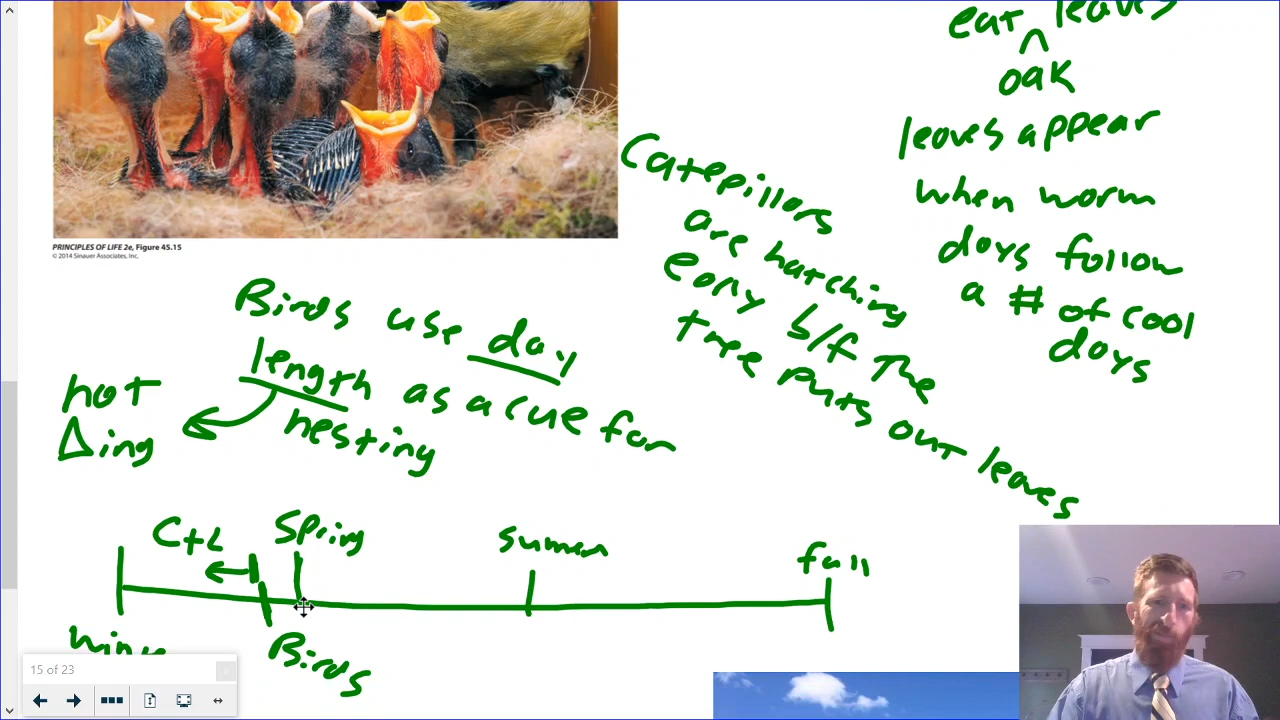 eat leaves
^
oak
leaves appear
when worm
days follow
a # of cool
days
Catepillors
are hatching
early b/f the
tree puts out leaves
PRINCIPLES OF LIFE 2e, Figure 45.15
© 2014 Sinauer Associates, Inc.
Birds use day
length as a cue for
nesting
not
Δing
C+L
Spring
summer
fall
Birds
15 of 23